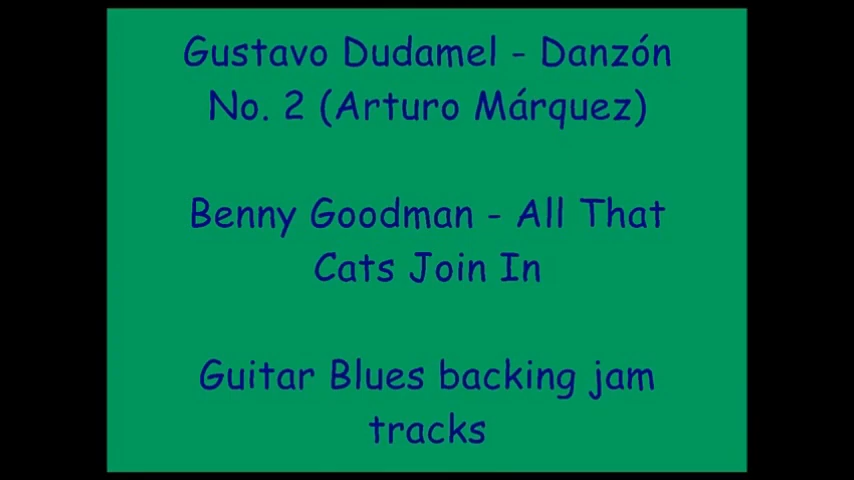 Gustavo Dudamel - Danzón
No. 2 (Arturo Márquez)
Benny Goodman - All That
Cats Join In
Guitar Blues backing jam
tracks